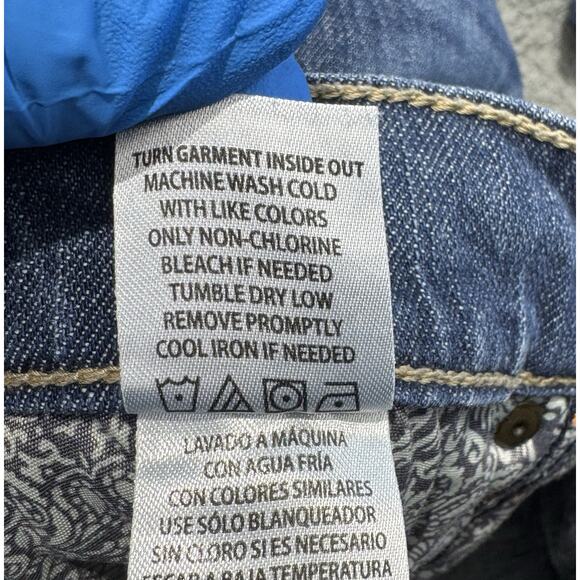 TURN GARMENT INSIDE OUT
MACHINE WASH COLD
WITH LIKE COLORS
ONLY NON-CHLORINE
BLEACH IF NEEDED
TUMBLE DRY LOW
REMOVE PROMPTLY
COOL IRON IF NEEDED
LAVADO A MÁQUINA
CON AGUA FRÍA
CON COLORES SIMILARES
USE SÓLO BLANQUEADOR
SIN CLORO SI ES NECESARIO
A TEMPERATURA